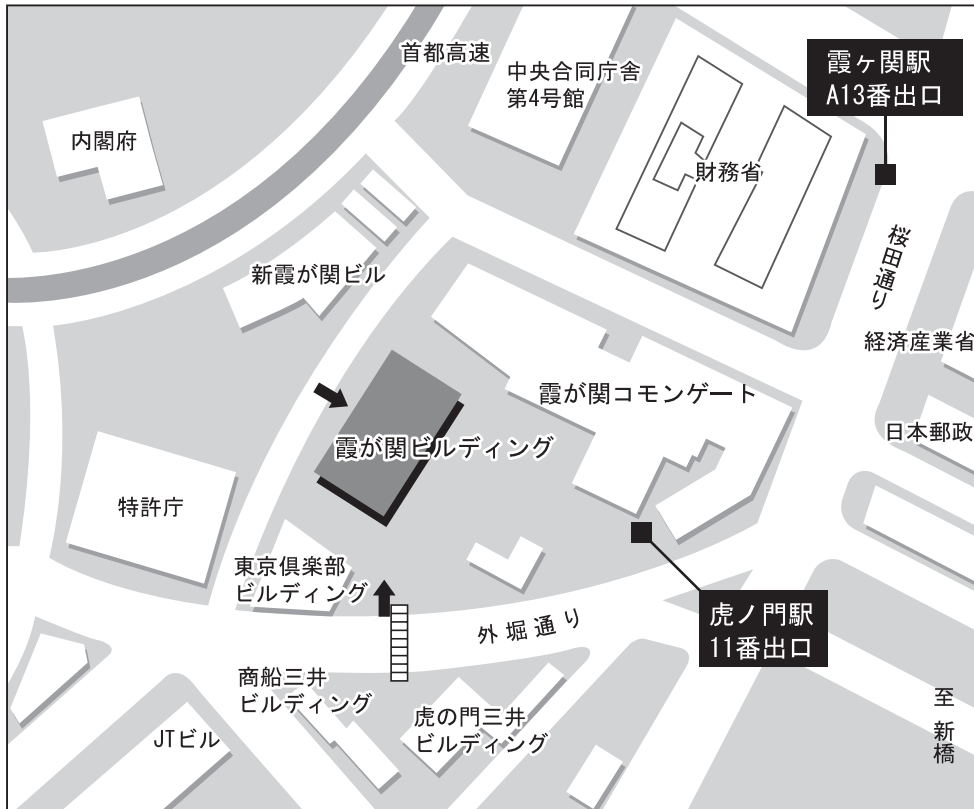 首都高速
中央合同庁舎
第4号館
霞ヶ関駅
A13番出口
内閣府
財務省
桜田通り
新霞が関ビル
経済産業省
霞が関コモンゲート
日本郵政
霞が関ビルディング
特許庁
東京倶楽部
ビルディング
外堀通り
虎ノ門駅
11番出口
商船三井
ビルディング
虎の門三井
ビルディング
JTビル
至 新橋